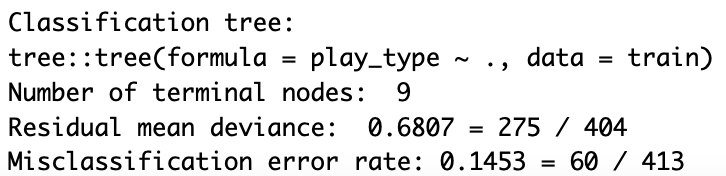 Classification tree:
tree::tree(formula = play_type ~ ., data = train)
Number of terminal nodes:  9
Residual mean deviance:  0.6807 = 275 / 404
Misclassification error rate: 0.1453 = 60 / 413